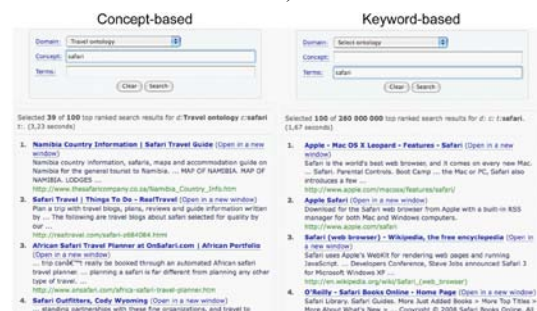 Concept-based
Domain: Travel ontology
Concept: safari
Terms:
Clear Search
Selected 39 of 100 top ranked search results for d:Travel ontology c:safari
t:. (3,23 seconds)
1. Namibia Country Information | Safari Travel Guide (Open in a new
window)
Namibia country information, safaris, maps and accommodation guide on
Namibia for the general tourist to Namibia. ... MAP OF NAMIBIA. MAP OF
NAMIBIA. LODGES ...
http://www.thesafaricompany.co.za/Namibia_Country_Info.htm
2. Safari Travel | Things To Do - RealTravel (Open in a new window)
Plan a trip with travel blogs, plans, reviews and guide information written
by ... The following are travel blogs about safari selected for quality by
our ...
http://realtravel.com/safari-x664084.html
3. African Safari Travel Planner at OnSafari.com | African Portfolio
(Open in a new window)
... trip can’t really be booked through an automated African safari
travel planner. ... planning a safari is far different from planning any other
type of travel. ...
http://www.onsafari.com/africa-safari-travel-planner.htm
4. Safari Outfitters, Cody Wyoming (Open in a new window)
... standing partnerships with these fine organizations, and travel to
Keyword-based
Domain: Select ontology
Concept:
Terms: safari
Clear Search
Selected 100 of 260 000 000 top ranked search results for d: c: t:safari.
(1,67 seconds)
1. Apple - Mac OS X Leopard - Features - Safari (Open in a new
window)
Safari is the world's best web browser, and it comes on every new Mac.
... Safari. Parental Controls. Boot Camp ... the Mac or PC, Safari also
introduces a few ...
http://www.apple.com/macosx/features/safari/
2. Apple Safari (Open in a new window)
Download for the Safari web browser from Apple with a built-in RSS
manager for both Mac and Windows computers.
http://www.apple.com/safari/
3. Safari (web browser) - Wikipedia, the free encyclopedia (Open in
a new window)
Safari uses Apple's WebKit for rendering web pages and running
JavaScript. ... Developers Conference, Steve Jobs announced Safari 3
for Microsoft Windows XP ...
http://en.wikipedia.org/wiki/Safari_(web_browser)
4. O'Reilly - Safari Books Online - Home Page (Open in a new window)
Safari Library. Safari Guides. More Just Added Books » More Top Titles »
More About What's New ... Copyright © 2008 Safari Books Online. All